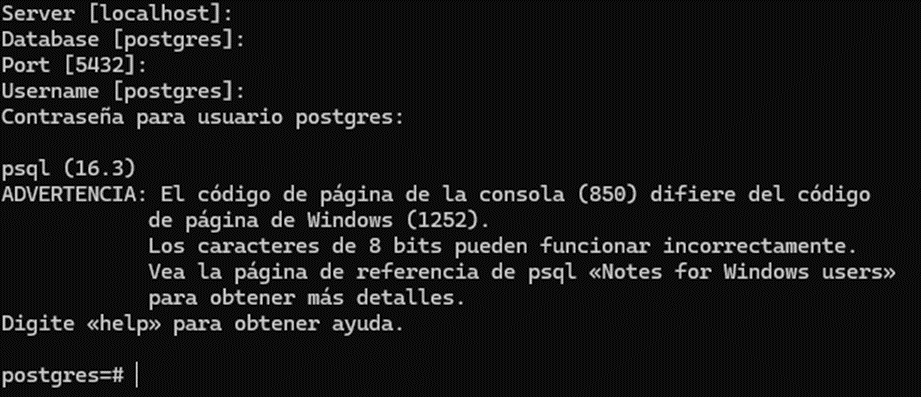 Server [localhost]:
Database [postgres]:
Port [5432]:
Username [postgres]:
Contraseña para usuario postgres:

psql (16.3)
ADVERTENCIA: El código de página de la consola (850) difiere del código
de página de Windows (1252).
Los caracteres de 8 bits pueden funcionar incorrectamente.
Vea la página de referencia de psql «Notes for Windows users»
para obtener más detalles.
Digite «help» para obtener ayuda.

postgres=#